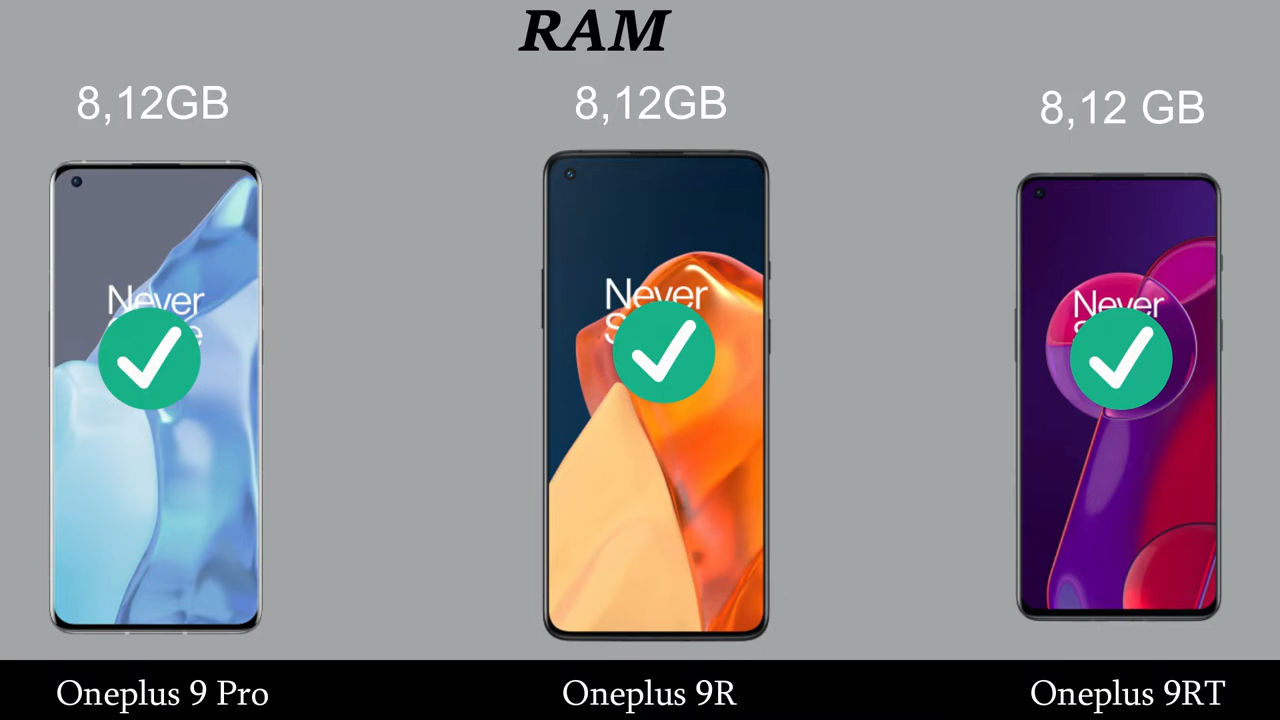 RAM
8,12GB
8,12GB
8,12 GB
Never
Never
Never
Oneplus 9 Pro
Oneplus 9R
Oneplus 9RT